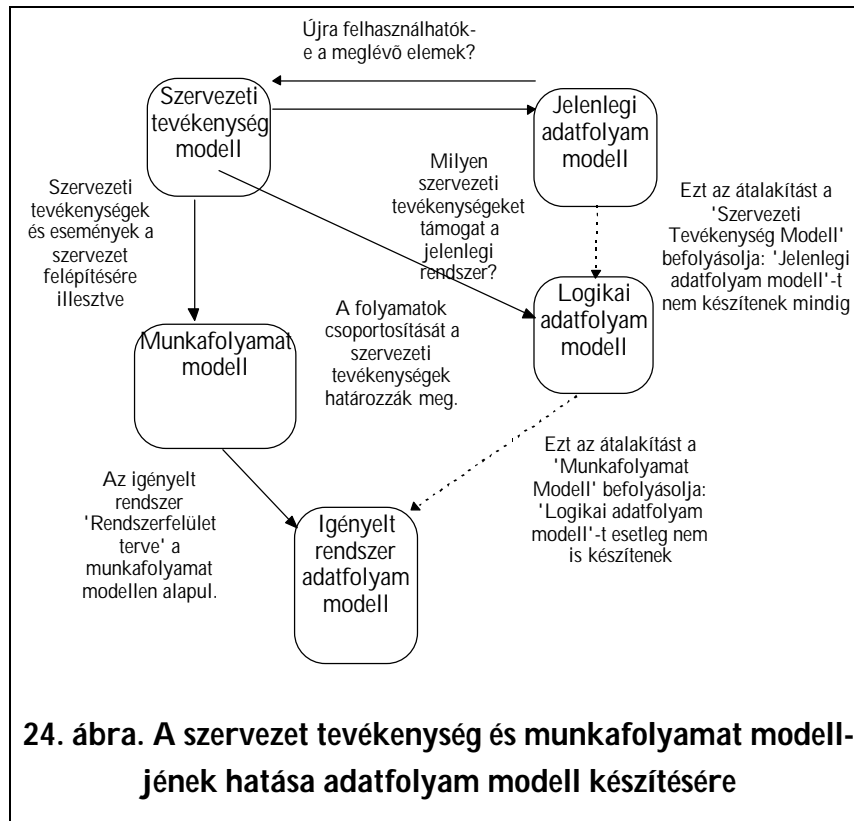 Újra felhasználhatók-
e a meglévő elemek?
Szervezeti
tevékenység
modell
Jelenlegi
adatfolyam
modell
Milyen
szervezeti
tevékenységeket
támogat a
jelenlegi
rendszer?
Szervezeti
tevékenységek
és események a
szervezet
felépítésére
illesztve
Ezt az átalakítást a
'Szervezeti
Tevékenység Modell'
befolyásolja: 'Jelenlegi
adatfolyam modell'-t
nem készítenek mindig
Logikai
adatfolyam
modell
A folyamatok
csoportosítását a
szervezeti
tevékenységek
határozzák meg.
Munkafolyamat
modell
Ezt az átalakítást a
'Munkafolyamat
Modell' befolyásolja:
'Logikai adatfolyam
modell'-t esetleg nem
is készítenek
Az igényelt
rendszer
'Rendszerfelület
terve' a
munkafolyamat
modellen alapul.
Igényelt
rendszer
adatfolyam
modell
24. ábra. A szervezet tevékenység és munkafolyamat modell-
jének hatása adatfolyam modell készítésére